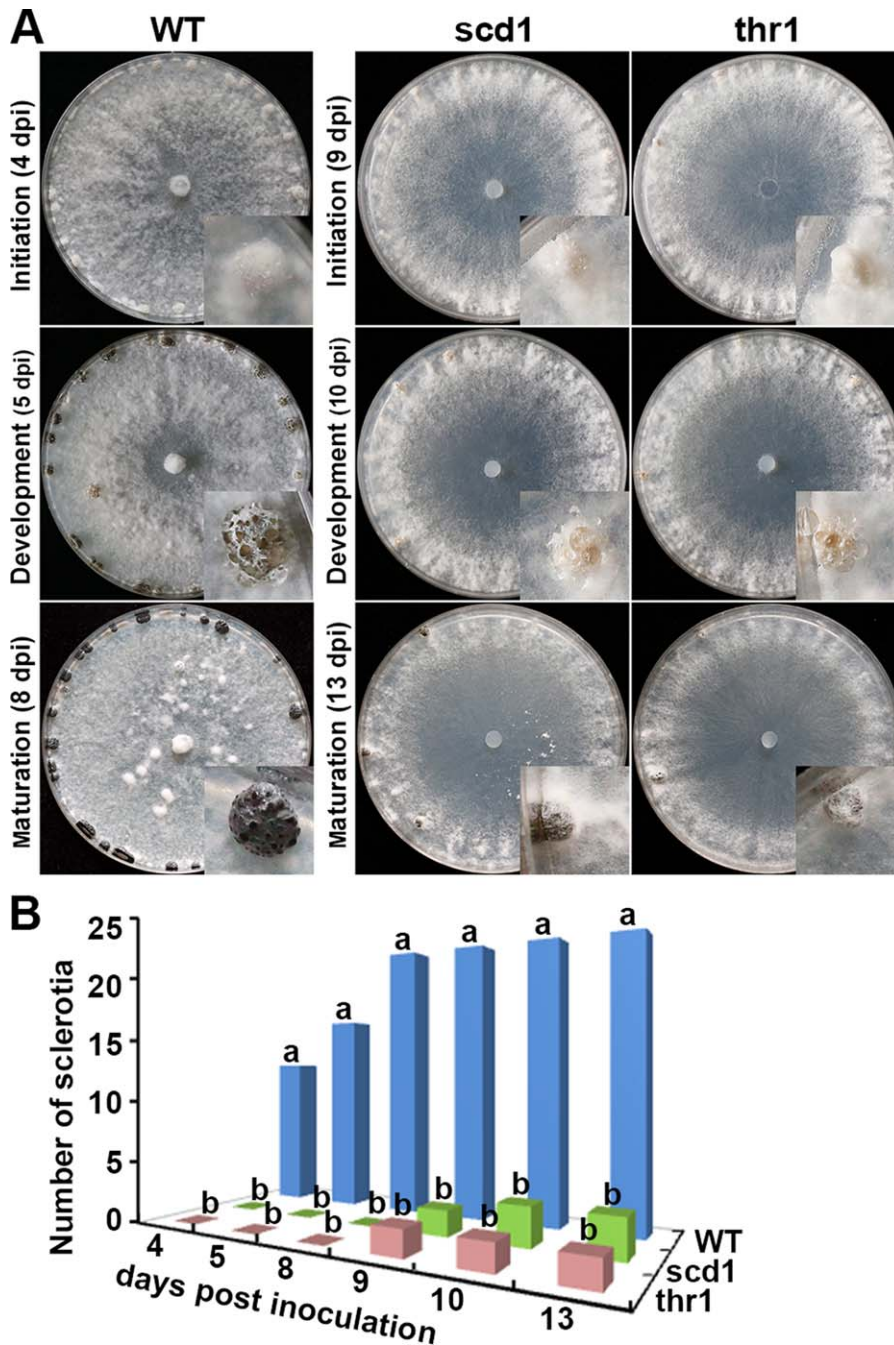 A
WT
scd1
thr1
Initiation (4 dpi)
Initiation (9 dpi)
Development (5 dpi)
Development (10 dpi)
Maturation (8 dpi)
Maturation (13 dpi)
B
Number of sclerotia
25
20
15
10
5
0
a
a
a
a
a
a
b
b
b
b
b
b
b
b
b
b
b
b
4
5
8
9
10
13
days post inoculation
WT
scd1
thr1